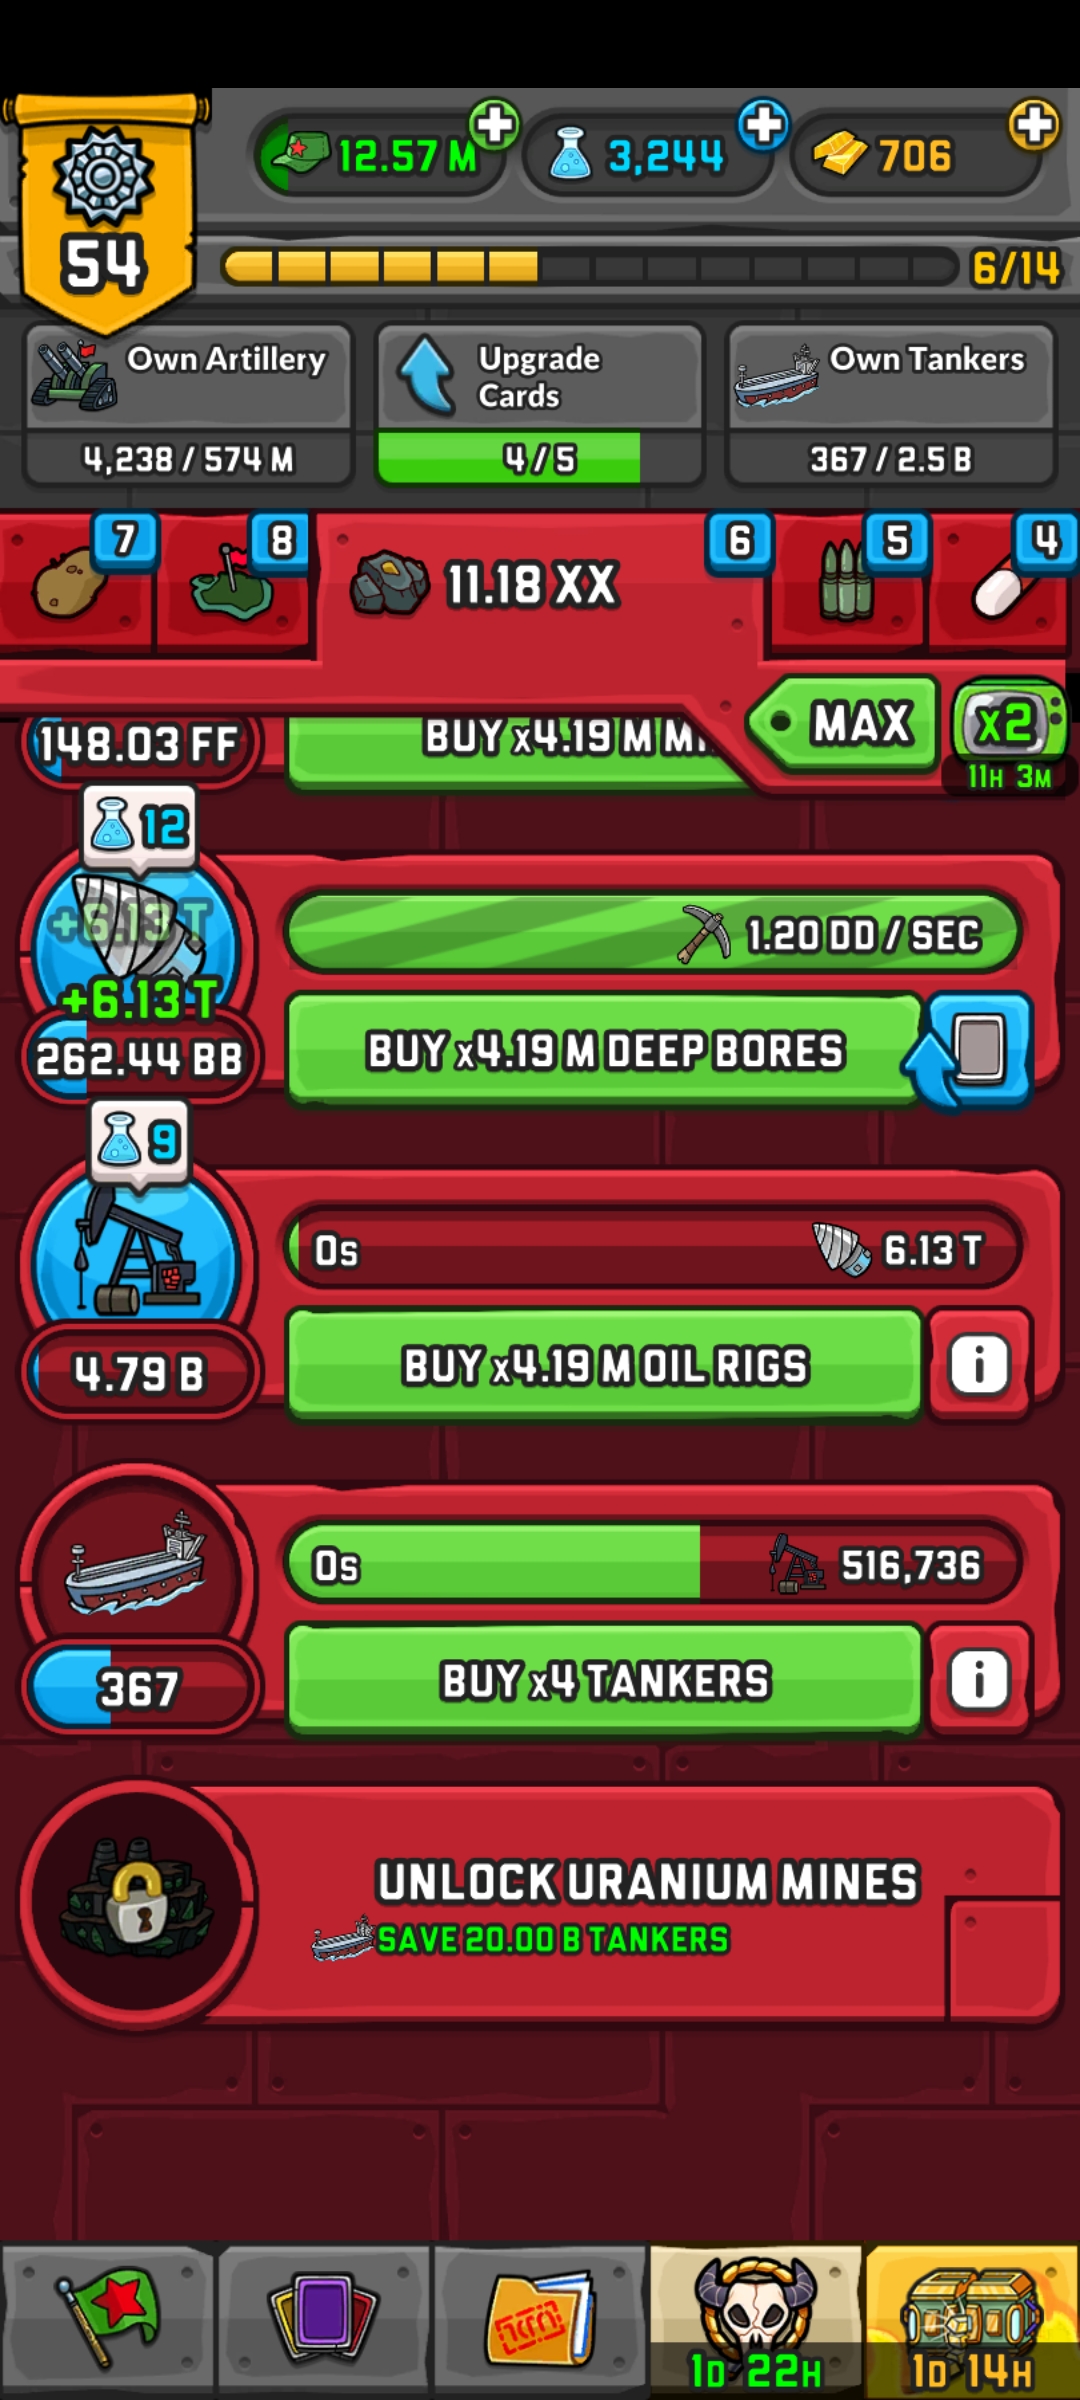 12.57 M
3,244
706
54
6/14
Own Artillery
4,238 / 574 M
Upgrade
Cards
4 / 5
Own Tankers
367 / 2.5 B
7
8
11.18 XX
6
5
4
MAX
x2
11H 3M
148.03 FF
BUY x4.19 M
12
+6.13 T
+6.13 T
262.44 BB
1.20 DD / SEC
BUY x4.19 M DEEP BORES
9
0s
6.13 T
4.79 B
BUY x4.19 M OIL RIGS
i
0s
516,736
367
BUY x4 TANKERS
i
UNLOCK URANIUM MINES
SAVE 20.00 B TANKERS
1D 22H
1D 14H